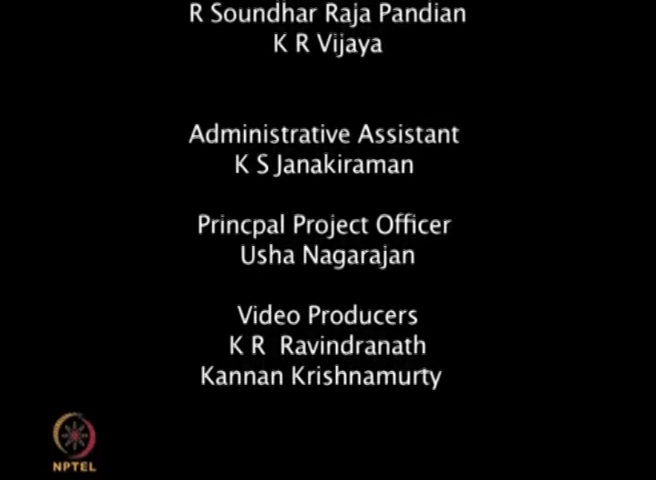 R Soundhar Raja Pandian
K R Vijaya
Administrative Assistant
K S Janakiraman
Princpal Project Officer
Usha Nagarajan
Video Producers
K R  Ravindranath
Kannan Krishnamurty
NPTEL